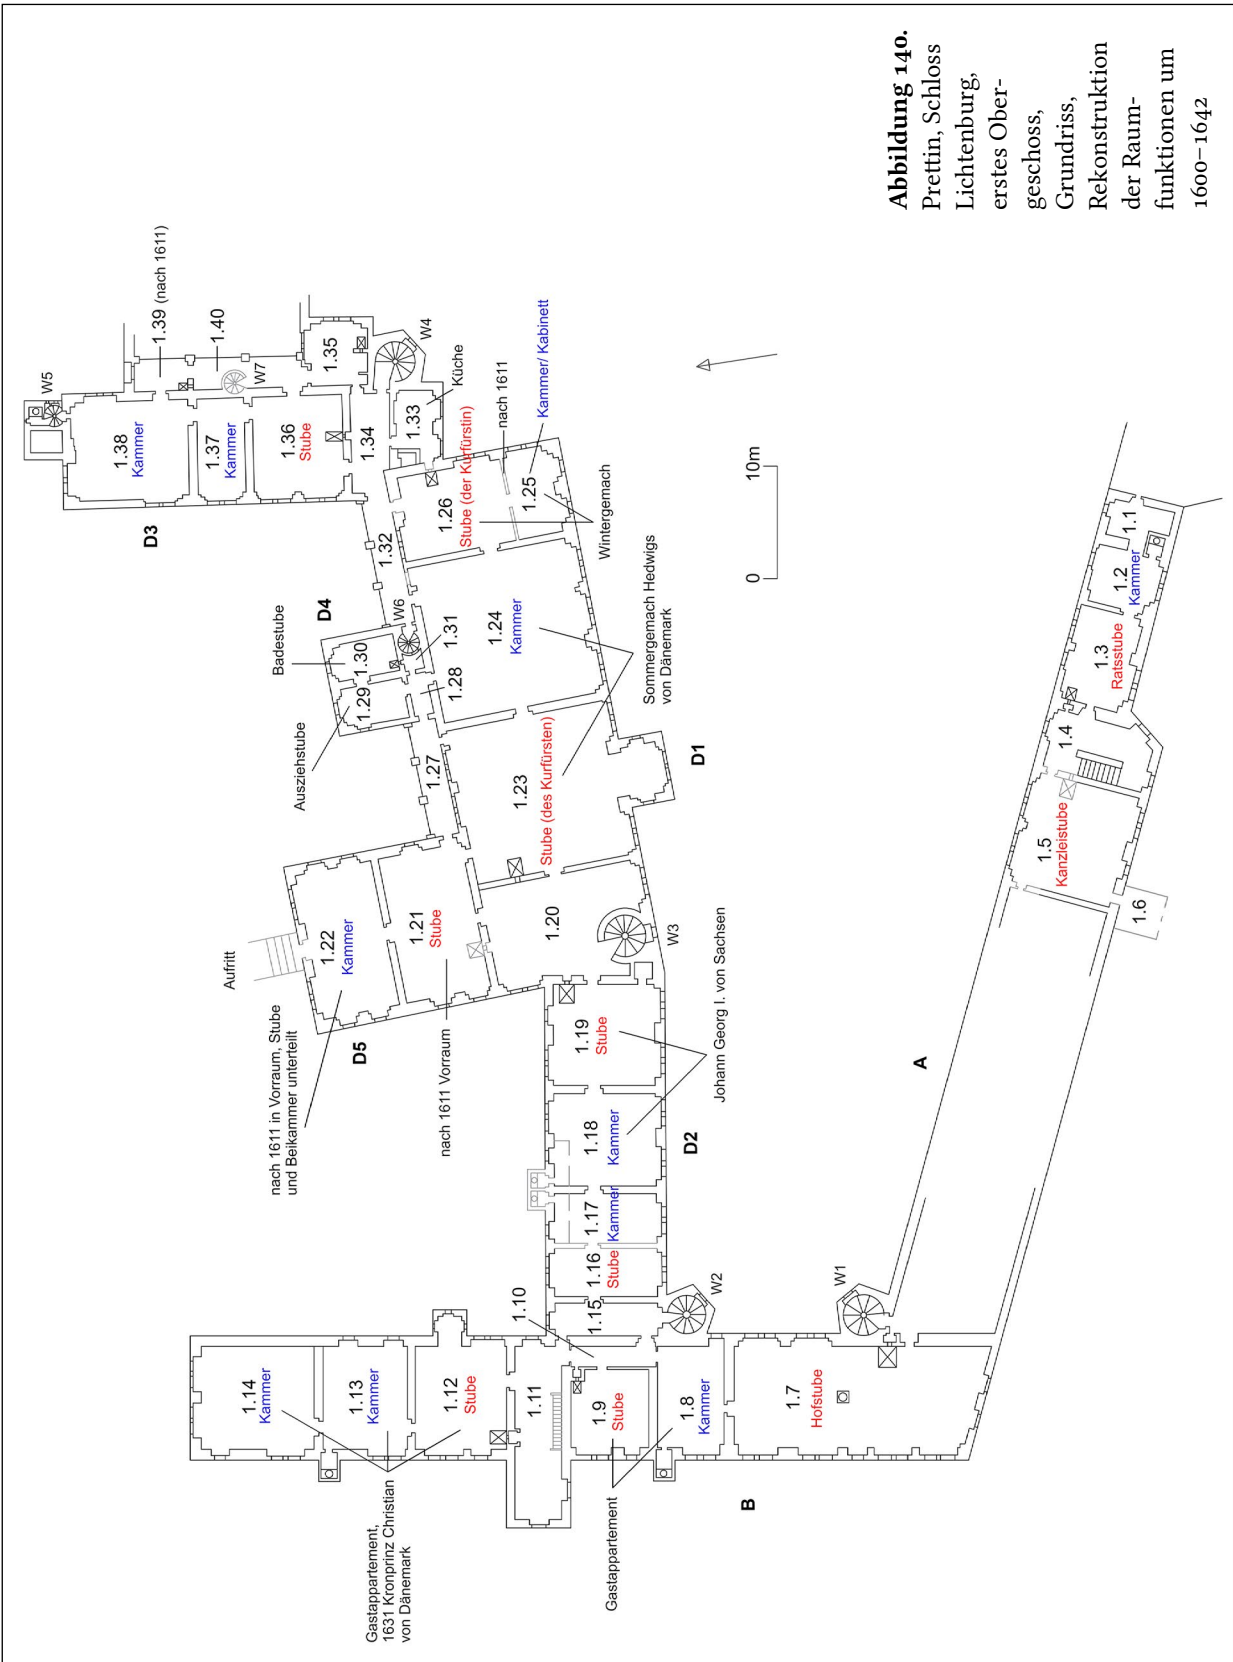 Abbildung 140.
Prettin, Schloss
Lichtenburg,
erstes Ober-
geschoss,
Grundriss,
Rekonstruktion
der Raum-
funktionen um
1600–1642
Gastappartement,
1631 Kronprinz Christian
von Dänemark
1.14
Kammer
1.13
Kammer
1.12
Stube
1.11
1.10
1.9
Stube
1.8
Kammer
Gastappartement
1.7
Hofstube
B
W1
W2
1.15
1.16
Stube
1.17
Kammer
1.18
Kammer
1.19
Stube
D2
Johann Georg I. von Sachsen
nach 1611 in Vorraum, Stube
und Beikammer unterteilt
Aufritt
D5
nach 1611 Vorraum
1.22
Kammer
1.21
Stube
1.20
W3
1.23
Stube (des Kurfürsten)
D1
Sommergemach Hedwigs
von Dänemark
1.24
Kammer
1.27
1.28
1.31
Ausziehstube
1.29
Badestube
1.30
D4
W6
1.32
1.26
Stube (der Kurfürstin)
1.25
Kammer/ Kabinett
nach 1611
Wintergemach
1.33
Küche
W4
1.34
1.35
1.36
Stube
1.37
Kammer
1.38
Kammer
D3
W5
1.39 (nach 1611)
1.40
W7
0
10m
A
1.6
1.5
Kanzleistube
1.4
1.3
Ratsstube
1.2
Kammer
1.1